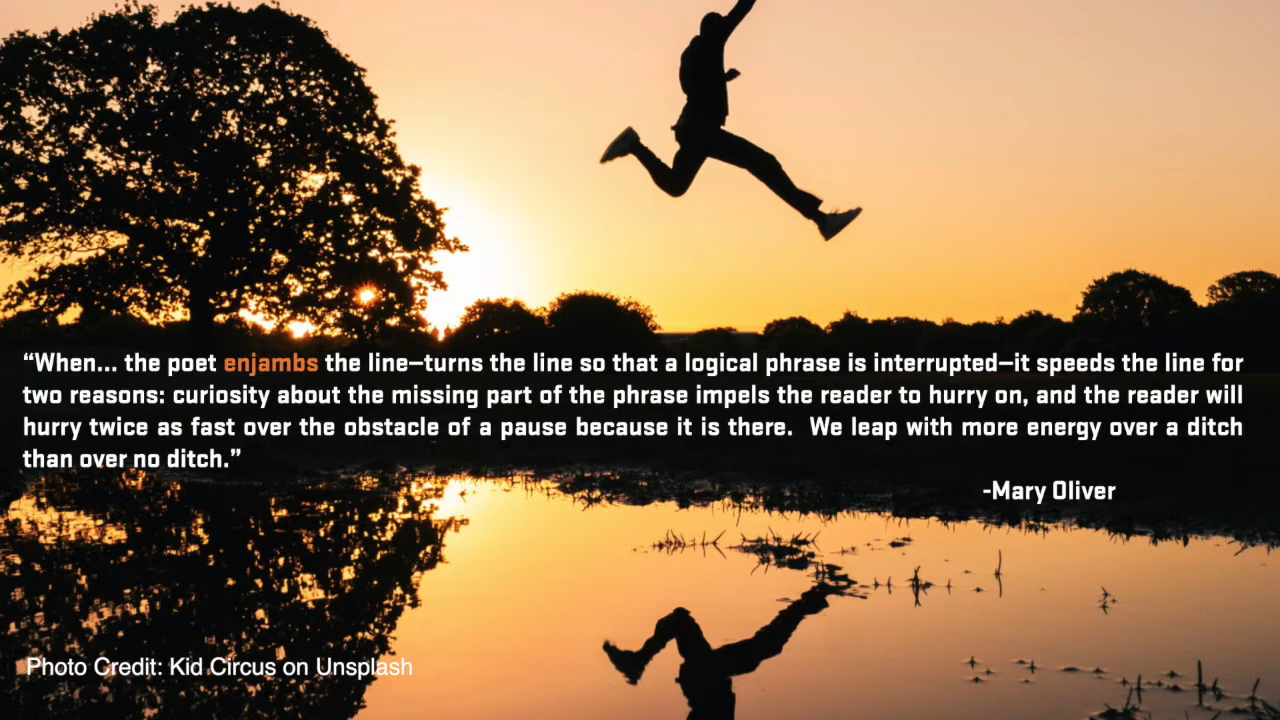 “When... the poet enjambs the line—turns the line so that a logical phrase is interrupted—it speeds the line for
two reasons: curiosity about the missing part of the phrase impels the reader to hurry on, and the reader will
hurry twice as fast over the obstacle of a pause because it is there.  We leap with more energy over a ditch
than over no ditch.”
-Mary Oliver
Photo Credit: Kid Circus on Unsplash